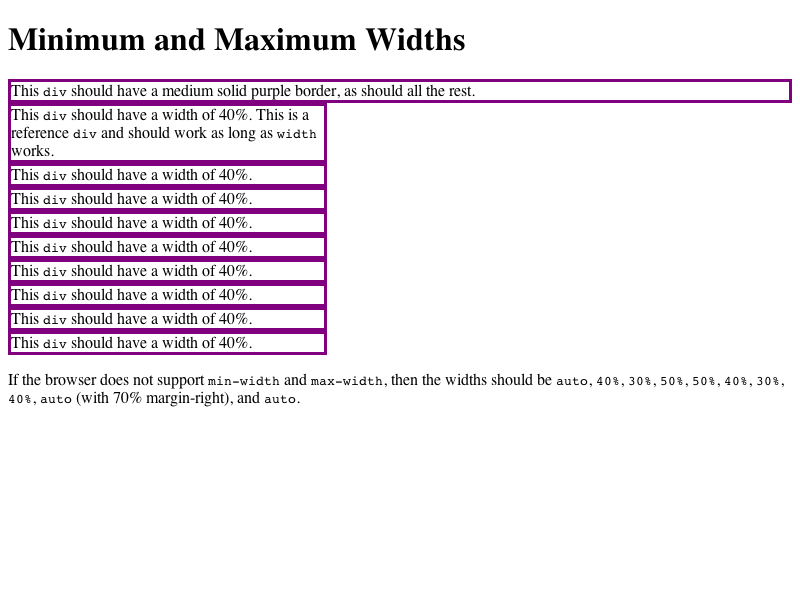 Minimum and Maximum Widths
This div should have a medium solid purple border, as should all the rest.
This div should have a width of 40%. This is a
reference div and should work as long as width
works.
This div should have a width of 40%.
This div should have a width of 40%.
This div should have a width of 40%.
This div should have a width of 40%.
This div should have a width of 40%.
This div should have a width of 40%.
This div should have a width of 40%.
This div should have a width of 40%.
If the browser does not support min-width and max-width, then the widths should be auto, 40%, 30%, 50%, 50%, 40%, 30%,
40%, auto (with 70% margin-right), and auto.